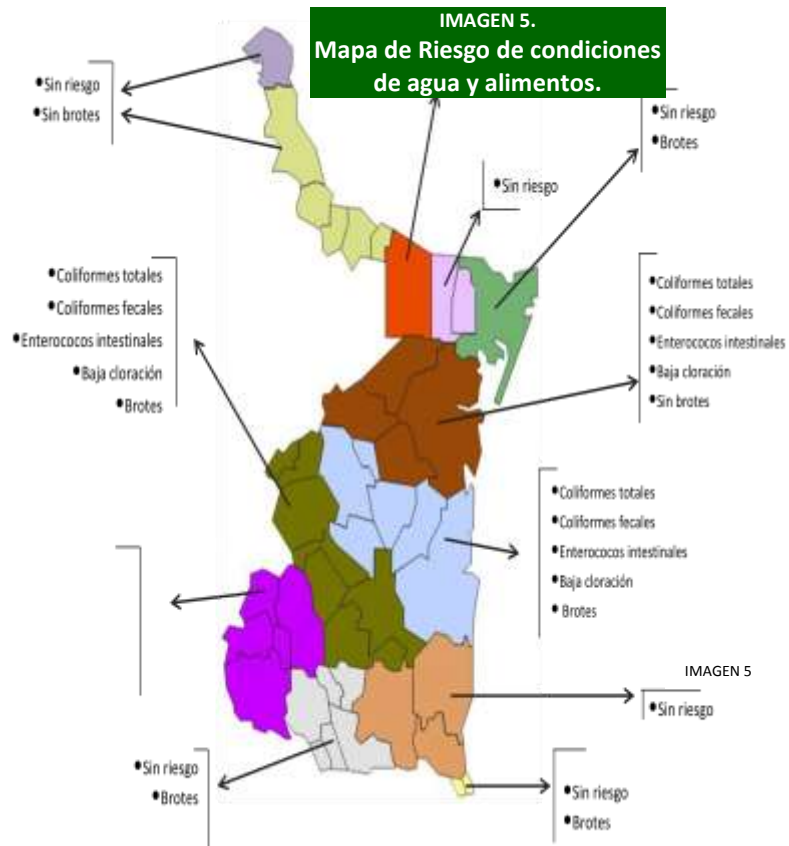 IMAGEN 5.
Mapa de Riesgo de condiciones
de agua y alimentos.
•Sin riesgo
•Sin brotes
•Sin riesgo
•Brotes
•Sin riesgo
•Coliformes totales
•Coliformes fecales
•Enterococos intestinales
•Baja cloración
•Brotes
•Coliformes totales
•Coliformes fecales
•Enterococos intestinales
•Baja cloración
•Sin brotes
•Coliformes totales
•Coliformes fecales
•Enterococos intestinales
•Baja cloración
•Brotes
IMAGEN 5
•Sin riesgo
•Sin riesgo
•Brotes
•Sin riesgo
•Brotes